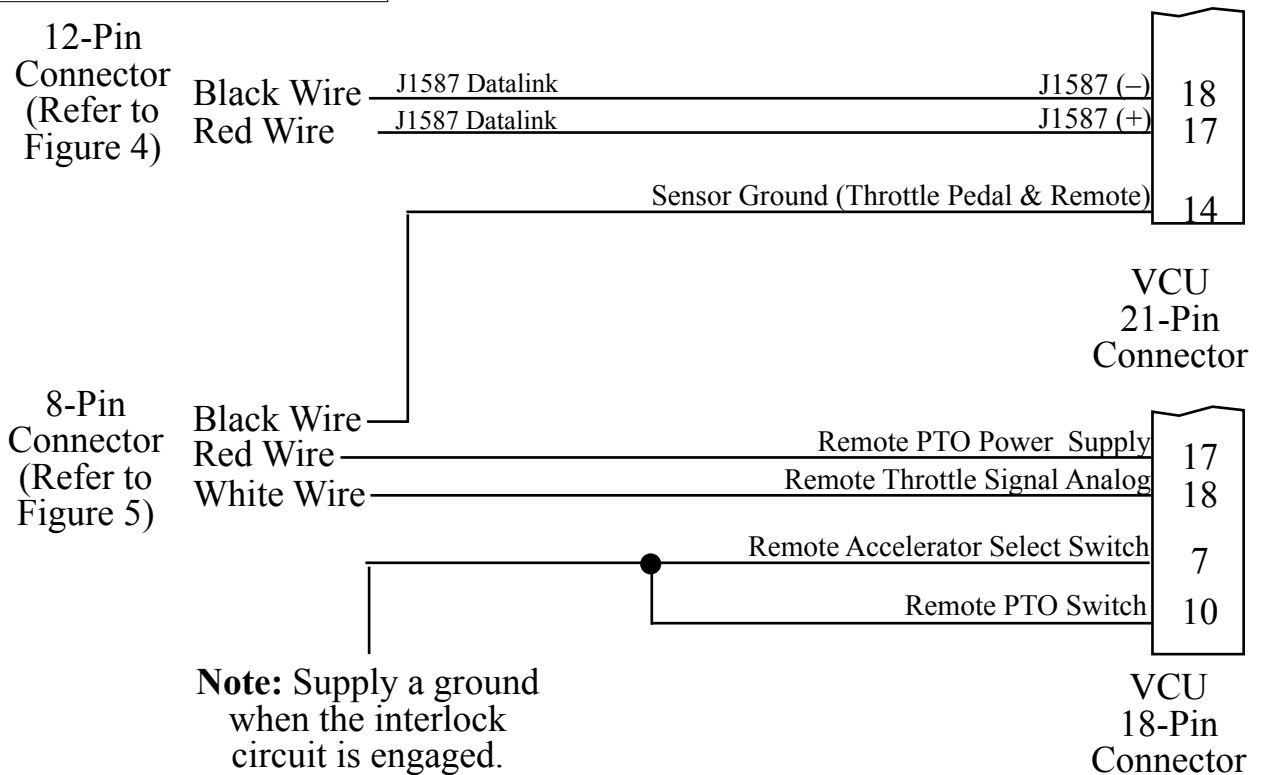 12-Pin
Connector
(Refer to
Figure 4)
Black Wire
J1587 Datalink
J1587 (–)
18
Red Wire
J1587 Datalink
J1587 (+)
17
Sensor Ground (Throttle Pedal & Remote)
14
VCU
21-Pin
Connector
8-Pin
Connector
(Refer to
Figure 5)
Black Wire
Red Wire
Remote PTO Power Supply
17
White Wire
Remote Throttle Signal Analog
18
Remote Accelerator Select Switch
7
Remote PTO Switch
10
Note: Supply a ground
when the interlock
circuit is engaged.
VCU
18-Pin
Connector